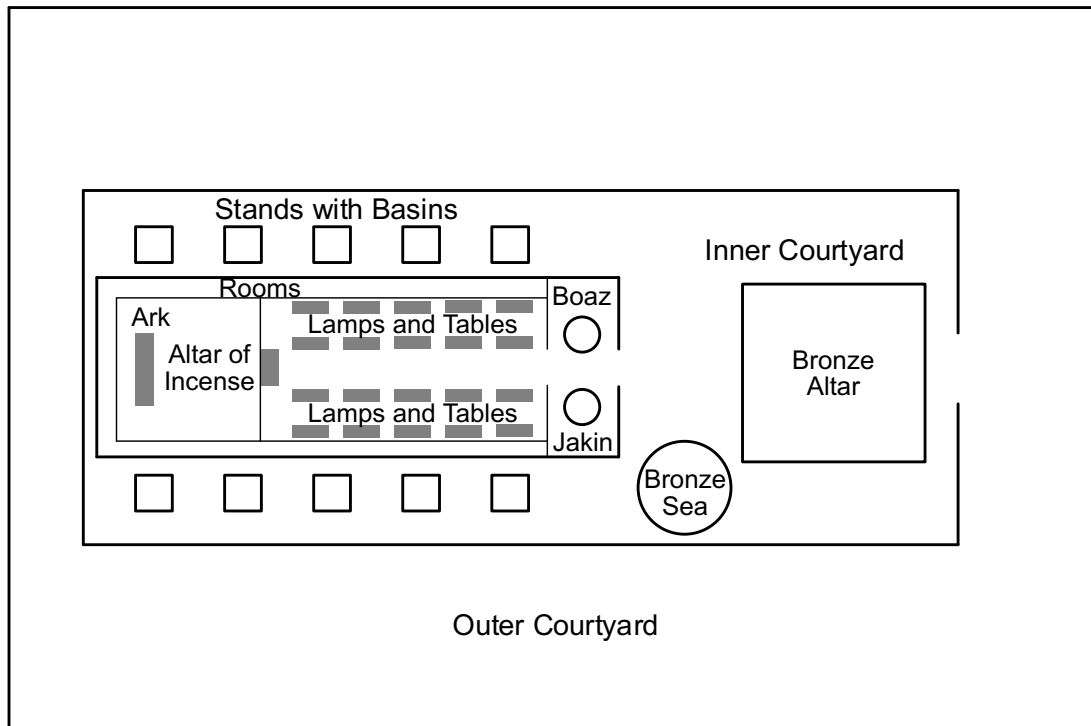 Stands with Basins
Inner Courtyard
Rooms
Boaz
Ark
Lamps and Tables
Altar of
Incense
Bronze
Altar
Lamps and Tables
Jakin
Bronze
Sea
Outer Courtyard